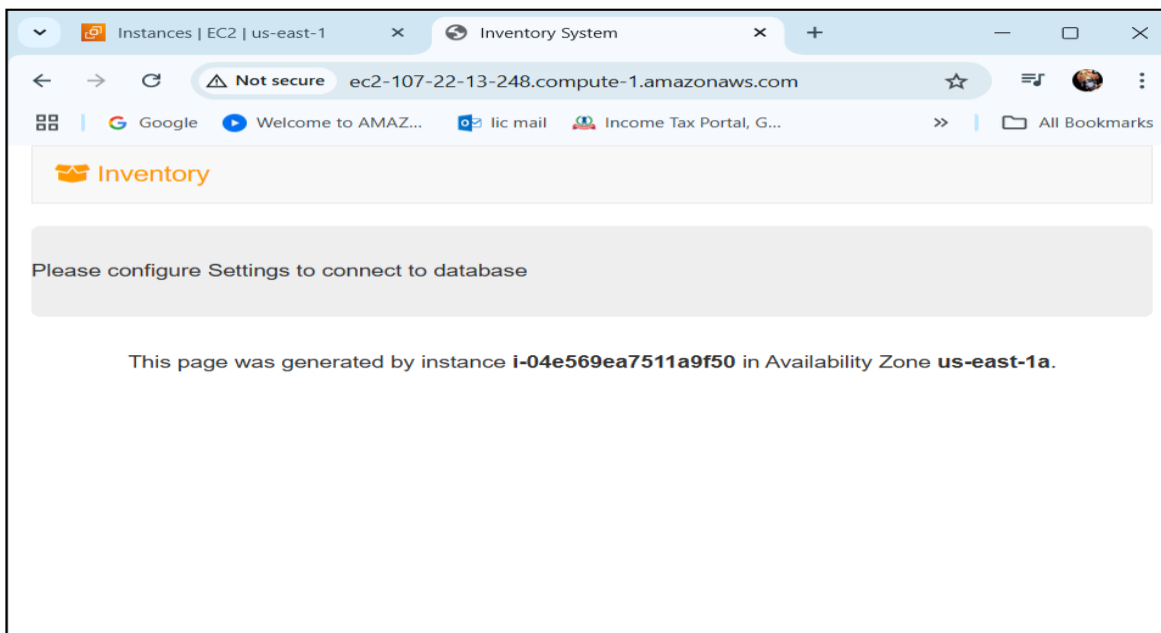 Instances | EC2 | us-east-1
Inventory System
Not secure ec2-107-22-13-248.compute-1.amazonaws.com
Google Welcome to AMAZ... lic mail Income Tax Portal, G... » All Bookmarks
Inventory
Please configure Settings to connect to database
This page was generated by instance i-04e569ea7511a9f50 in Availability Zone us-east-1a.